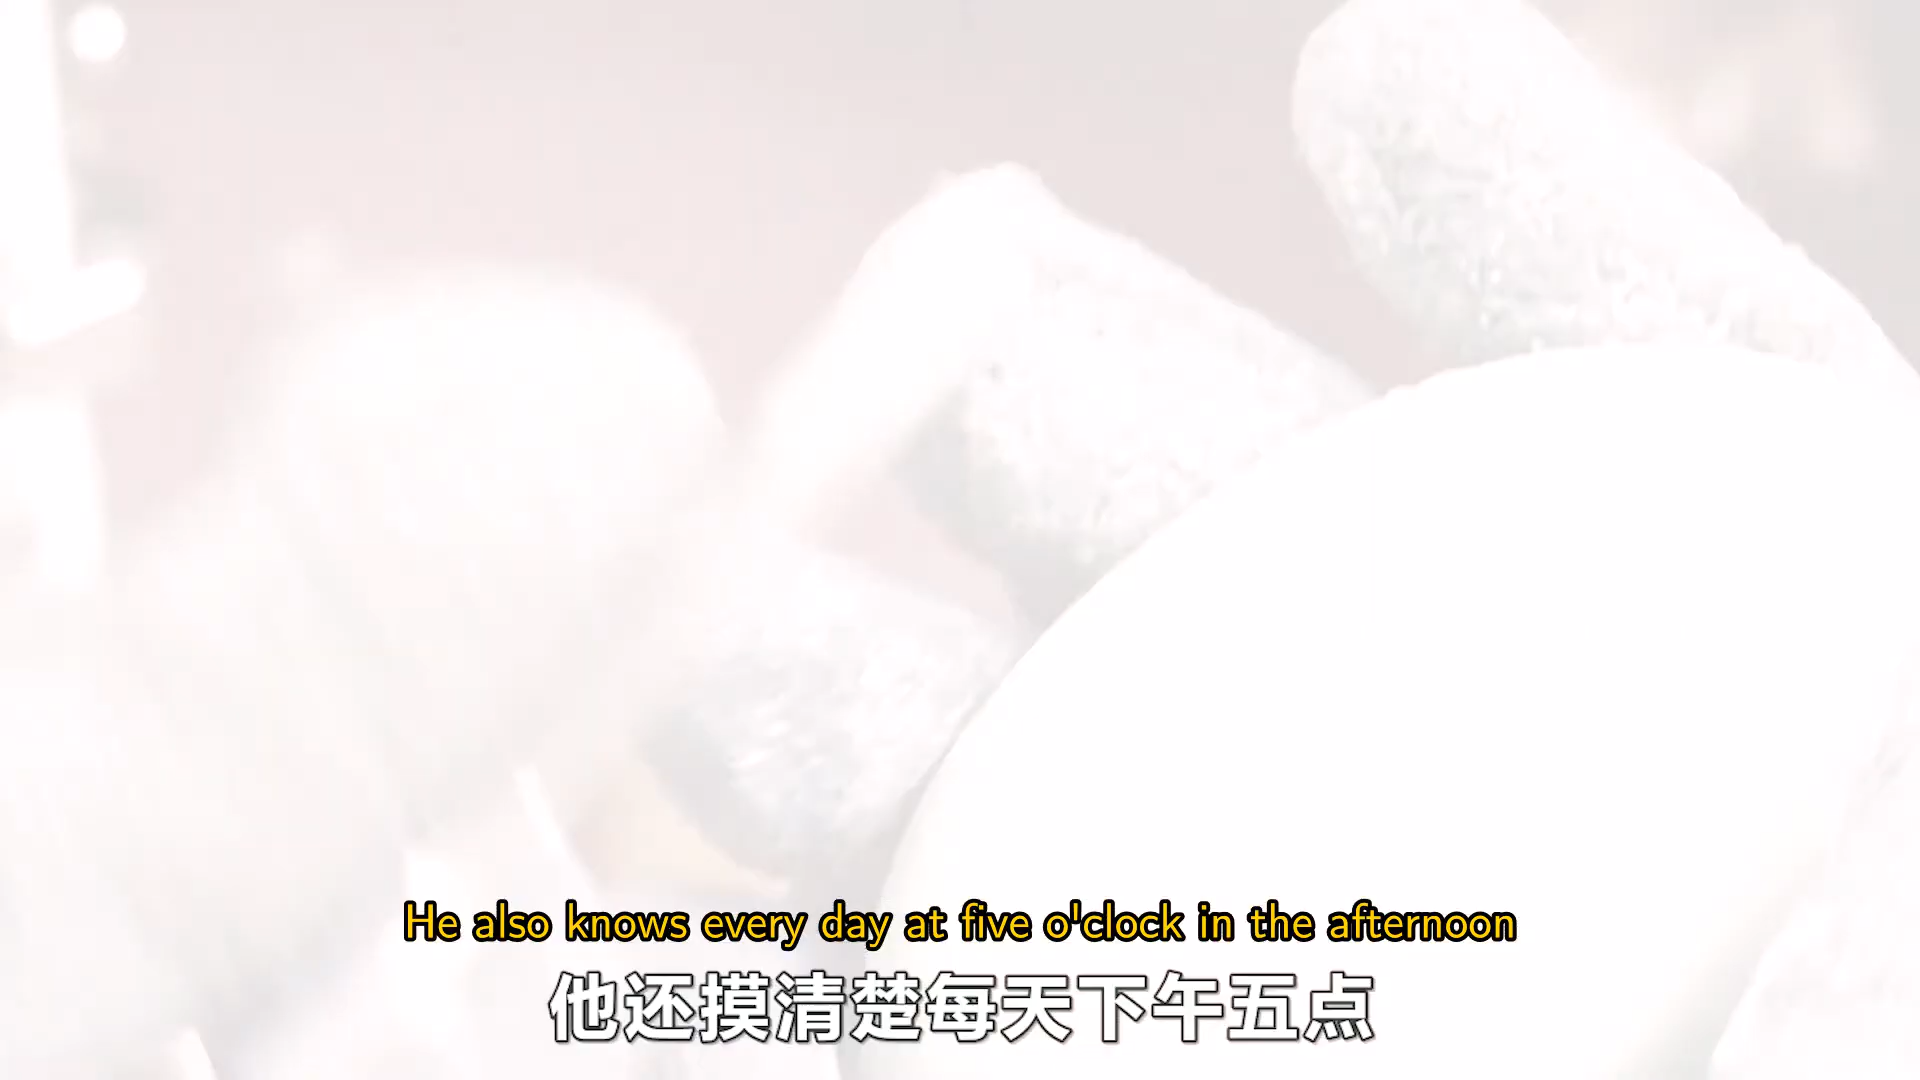 He also knows every day at five o'clock in the afternoon
他还摸清楚每天下午五点